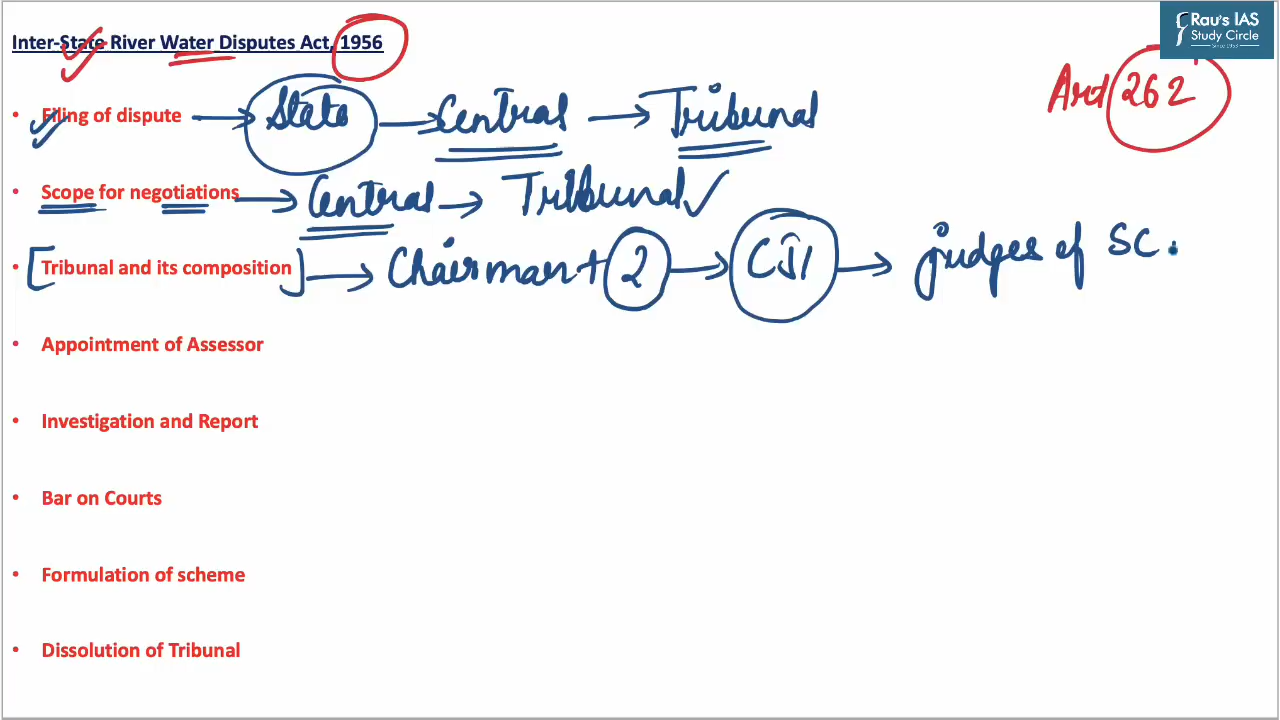 Rau's IAS
Study Circle
Since 1953
Inter-State River Water Disputes Act, 1956
Art 262
• Filing of dispute → State → Central → Tribunal
• Scope for negotiations → Central → Tribunal ✓
• [Tribunal and its composition] → Chairman + 2 → CJI → judges of SC.
• Appointment of Assessor
• Investigation and Report
• Bar on Courts
• Formulation of scheme
• Dissolution of Tribunal